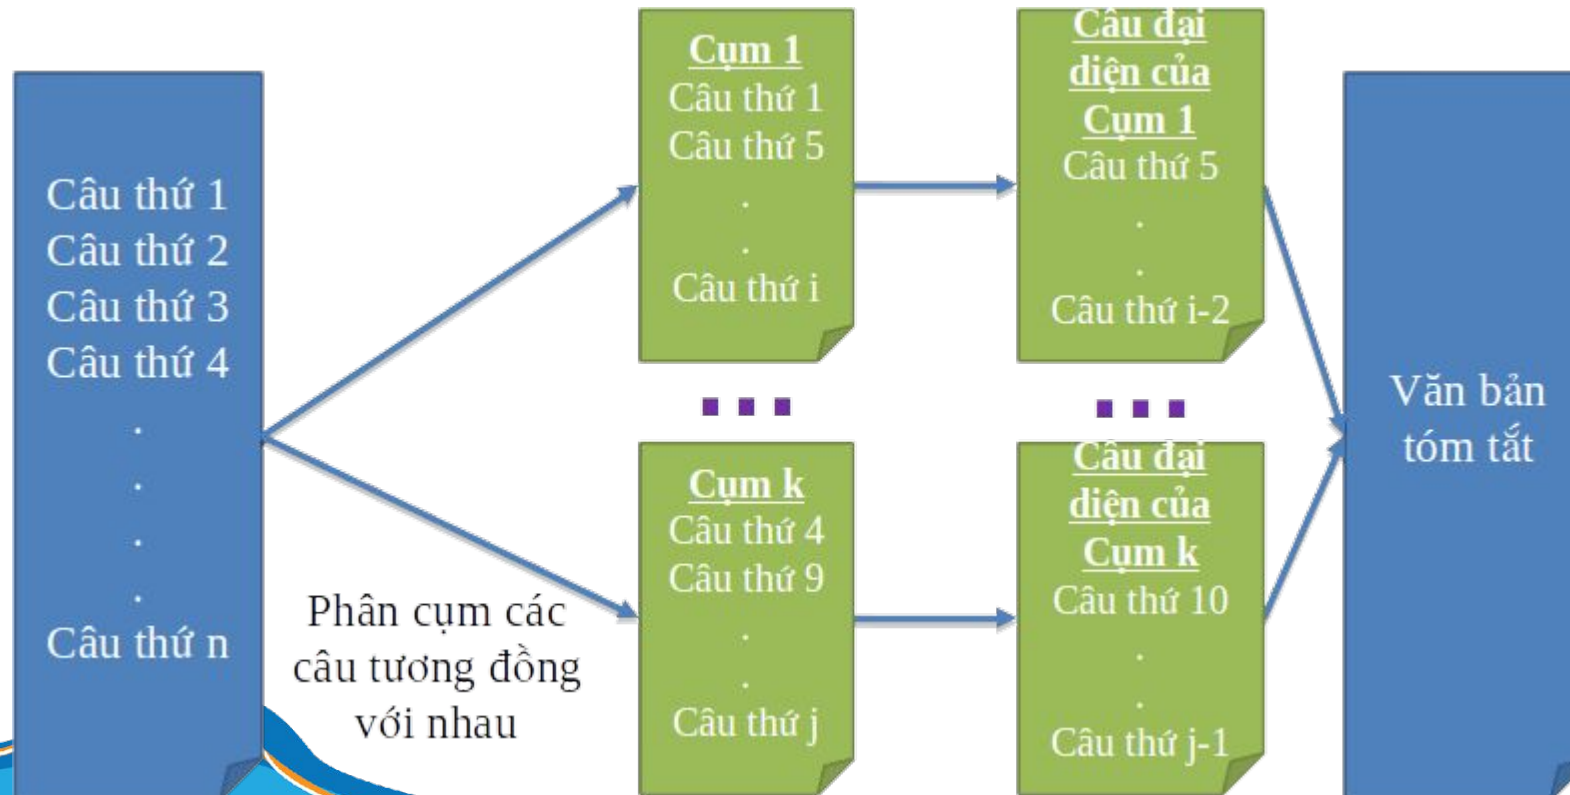 Câu thứ 1
Câu thứ 2
Câu thứ 3
Câu thứ 4
.
.
.
.
Câu thứ n
Phân cụm các
câu tương đồng
với nhau
Cụm 1
Câu thứ 1
Câu thứ 5
.
.
Câu thứ i
Cụm k
Câu thứ 4
Câu thứ 9
.
.
Câu thứ j
Câu đại
diện của
Cụm 1
Câu thứ 5
.
.
Câu thứ i-2
Câu đại
diện của
Cụm k
Câu thứ 10
.
.
Câu thứ j-1
Văn bản
tóm tắt